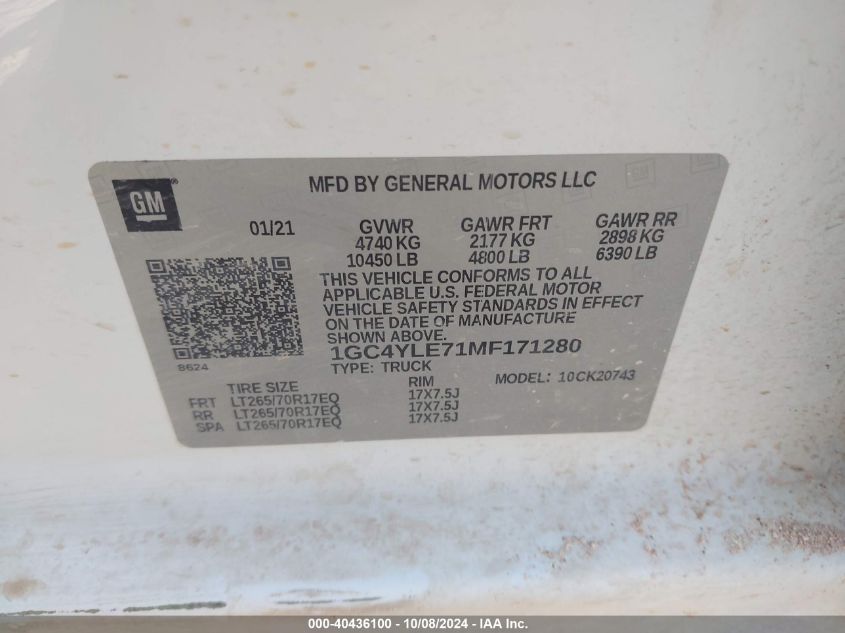 GM
MFD BY GENERAL MOTORS LLC
01/21 GVWR GAWR FRT GAWR RR
4740 KG 2177 KG 2898 KG
10450 LB 4800 LB 6390 LB
THIS VEHICLE CONFORMS TO ALL
APPLICABLE U.S. FEDERAL MOTOR
VEHICLE SAFETY STANDARDS IN EFFECT
ON THE DATE OF MANUFACTURE
SHOWN ABOVE.
8624
1GC4YLE71MF171280
TYPE: TRUCK MODEL: 10CK20743
TIRE SIZE RIM
FRT LT265/70R17EQ 17X7.5J
RR LT265/70R17EQ 17X7.5J
SPA LT265/70R17EQ 17X7.5J
000-40436100 - 10/08/2024 - IAA Inc.